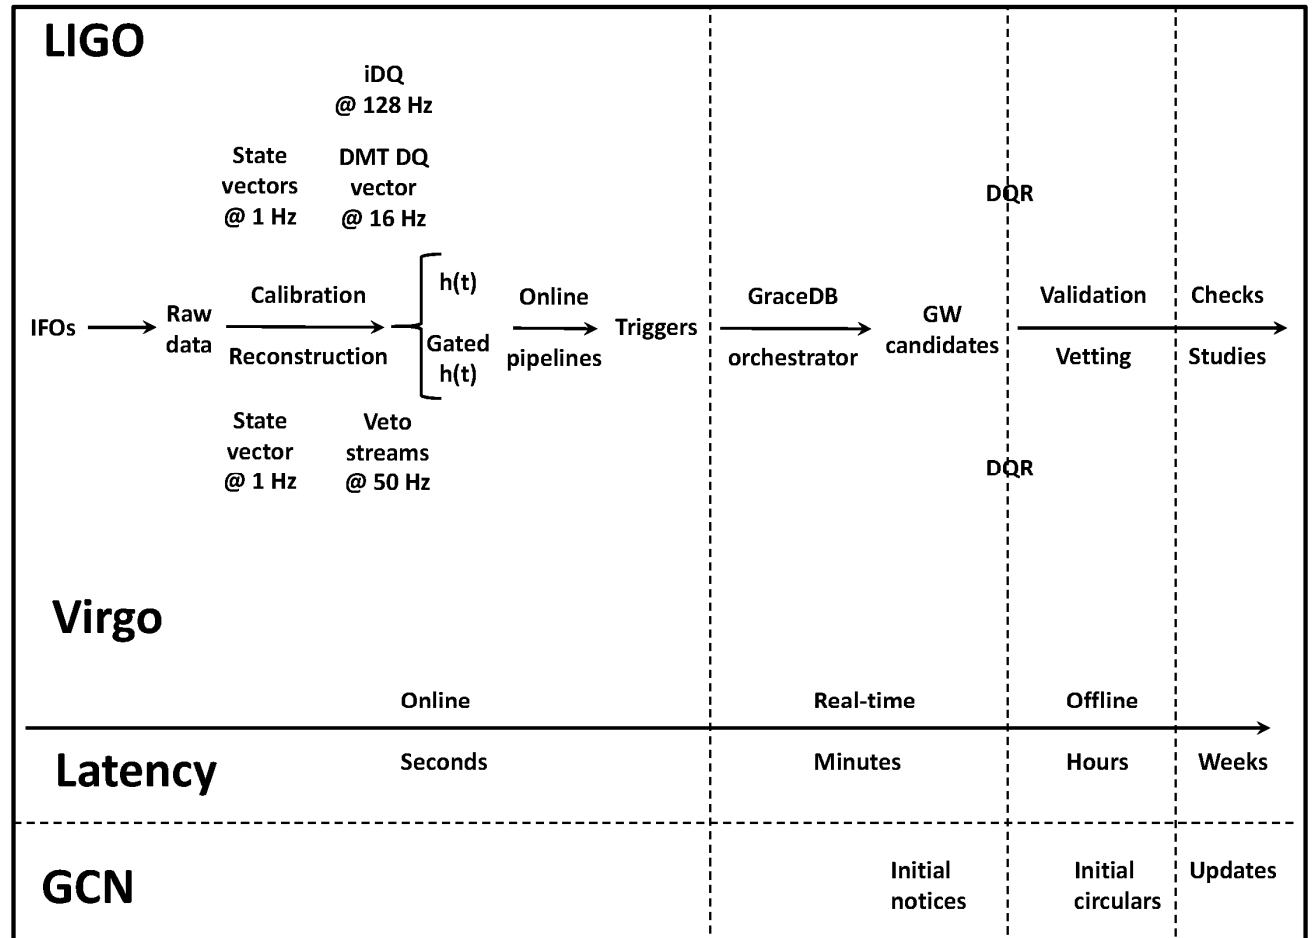 LIGO
iDQ
@ 128 Hz
State
vectors
@ 1 Hz
DMT DQ
vector
@ 16 Hz
DQR
IFOs
Raw
data
Calibration
Reconstruction
h(t)
Gated
h(t)
Online
pipelines
Triggers
GraceDB
orchestrator
GW
candidates
Validation
Vetting
Checks
Studies
State
vector
@ 1 Hz
Veto
streams
@ 50 Hz
DQR
Virgo
Online
Real-time
Offline
Latency
Seconds
Minutes
Hours
Weeks
GCN
Initial
notices
Initial
circulars
Updates